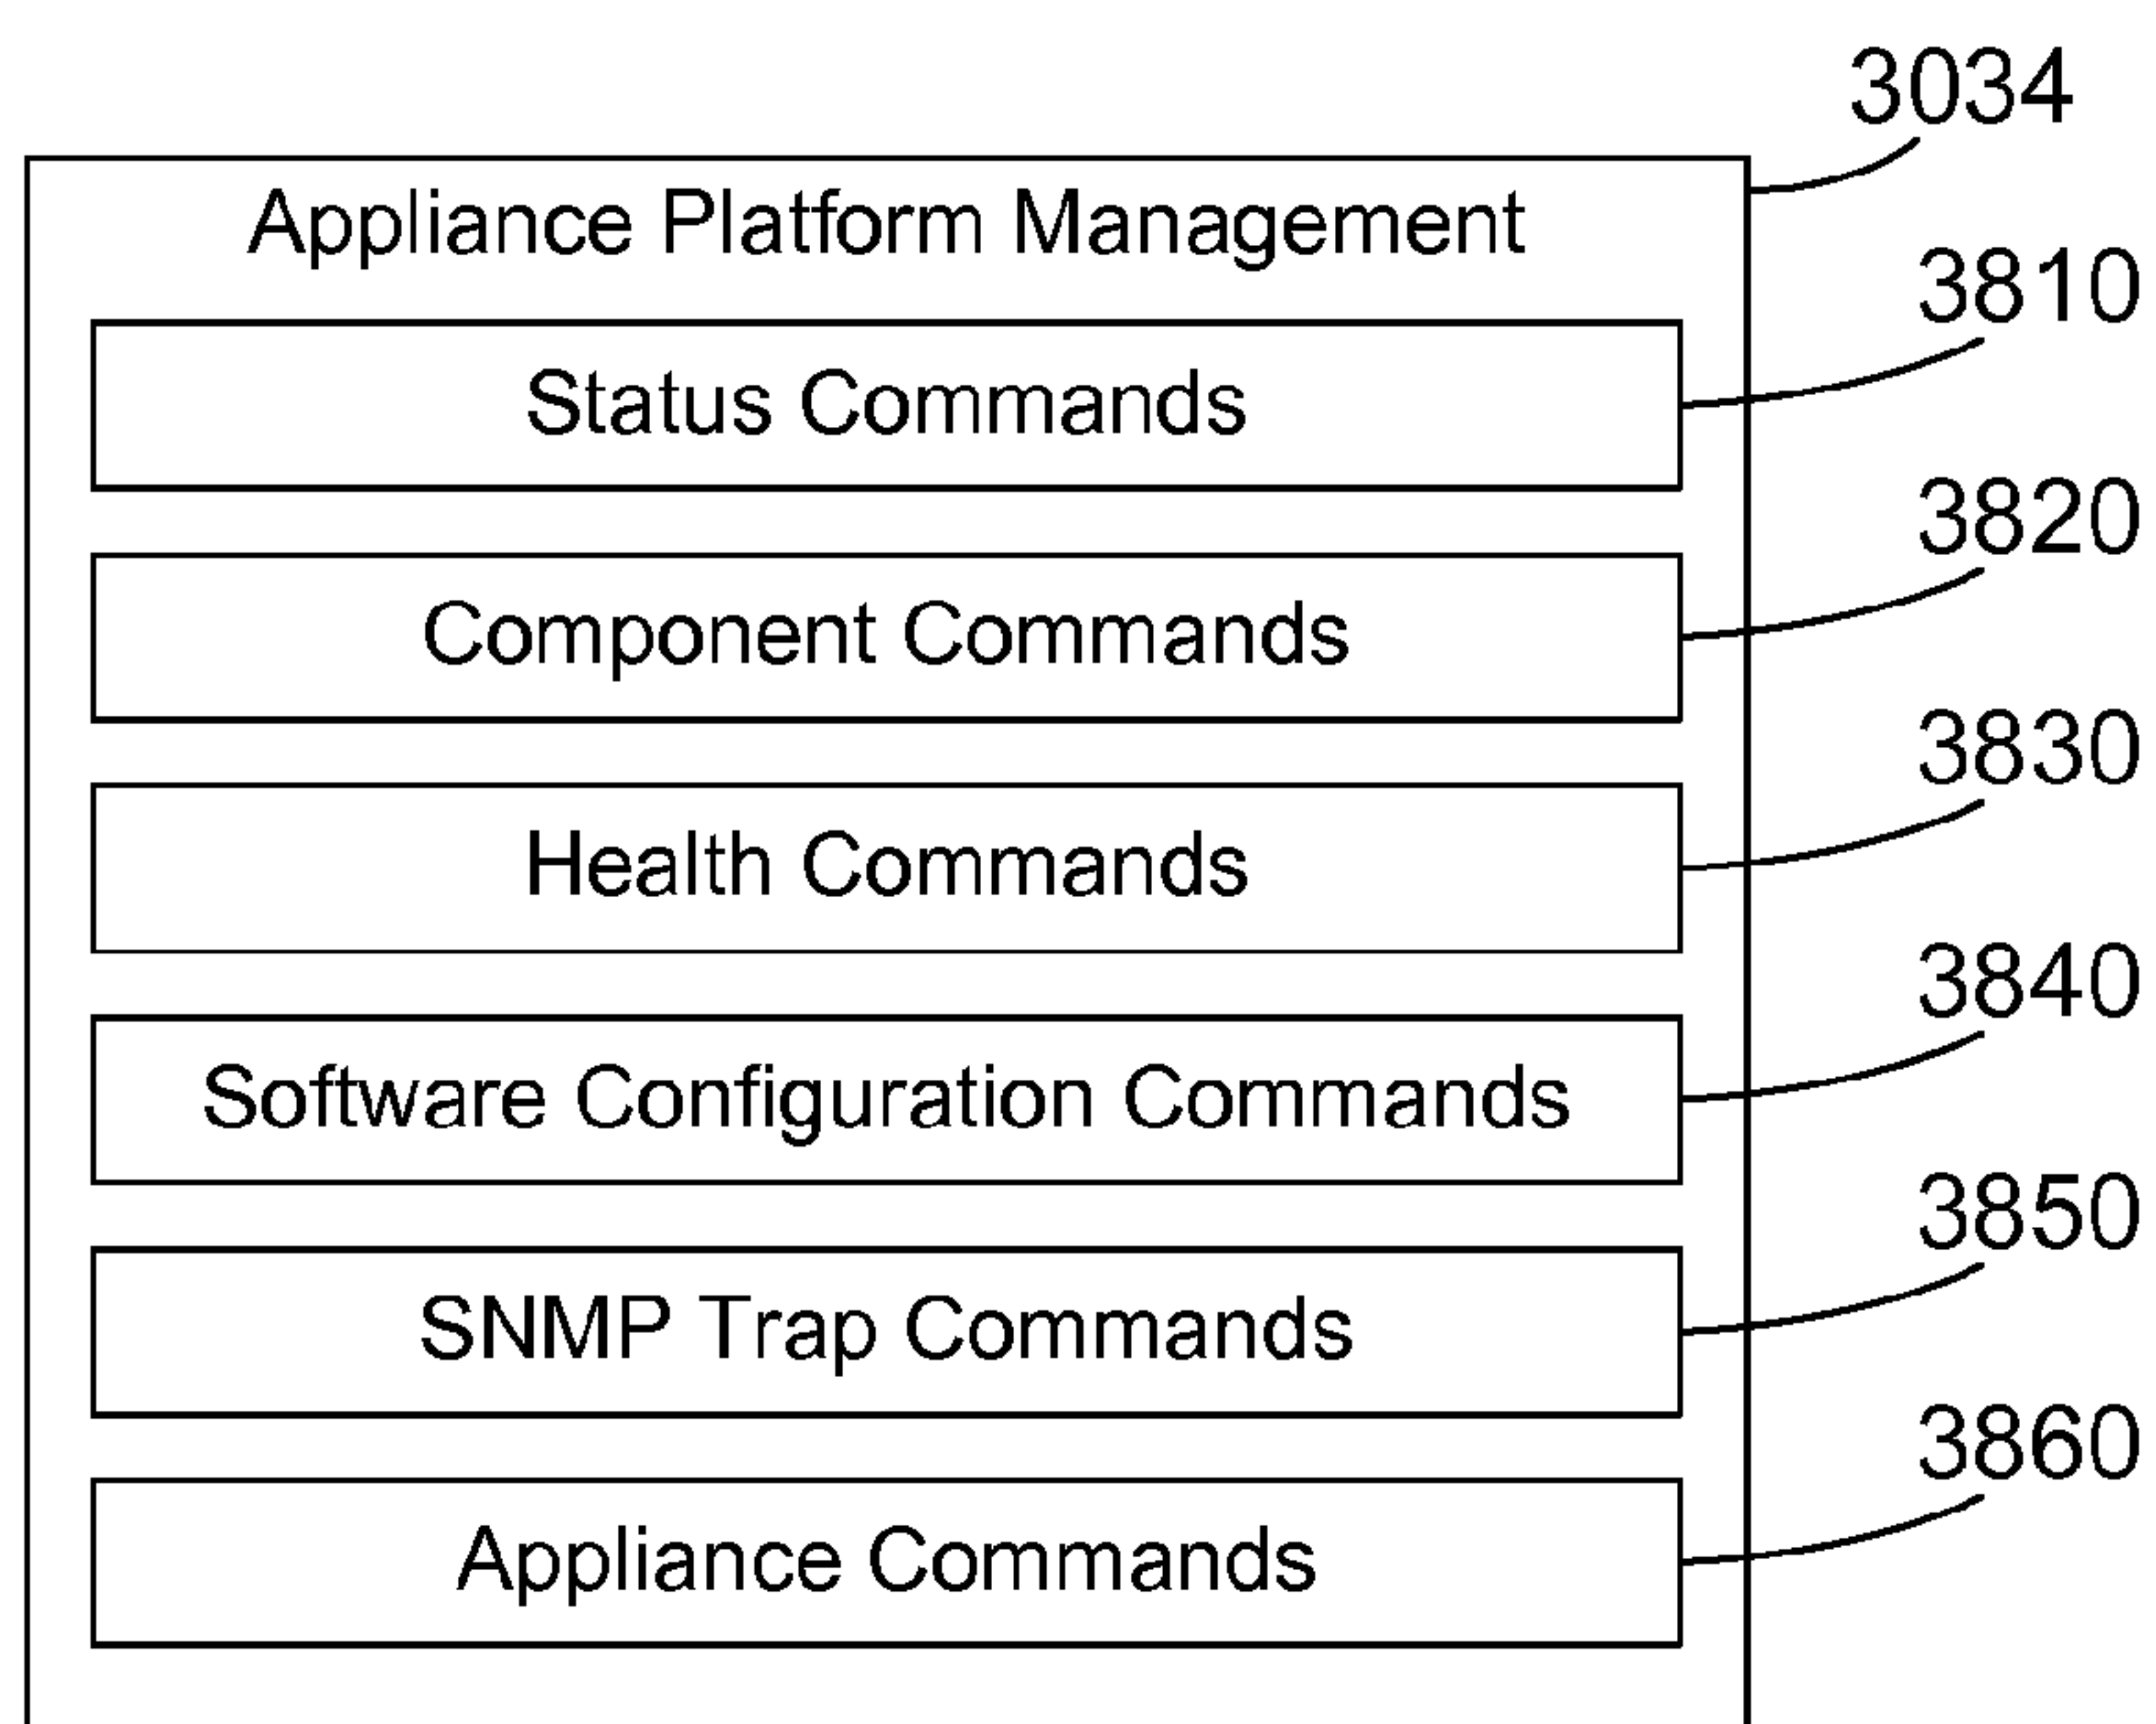 3034
Appliance Platform Management
3810
Status Commands
3820
Component Commands
3830
Health Commands
3840
Software Configuration Commands
3850
SNMP Trap Commands
3860
Appliance Commands